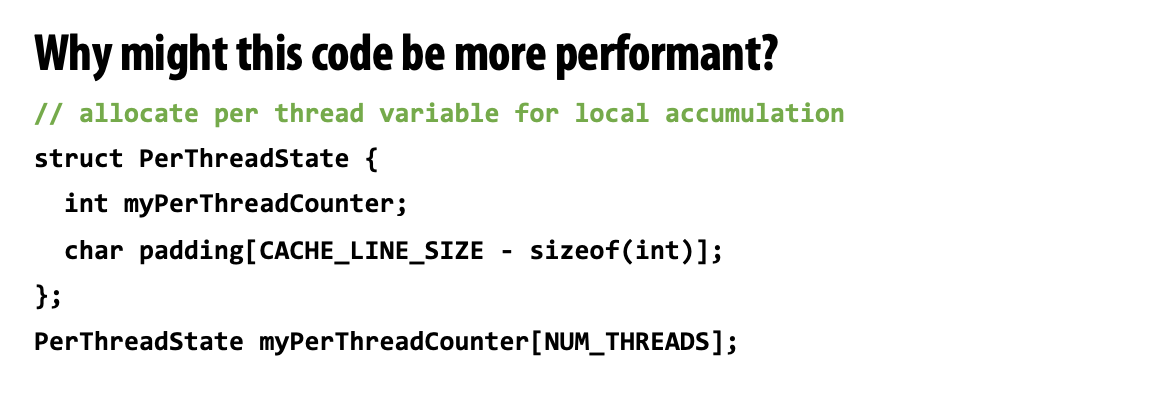 Why might this code be more performant?
// allocate per thread variable for local accumulation
struct PerThreadState {
  int myPerThreadCounter;
  char padding[CACHE_LINE_SIZE - sizeof(int)];
};
PerThreadState myPerThreadCounter[NUM_THREADS];